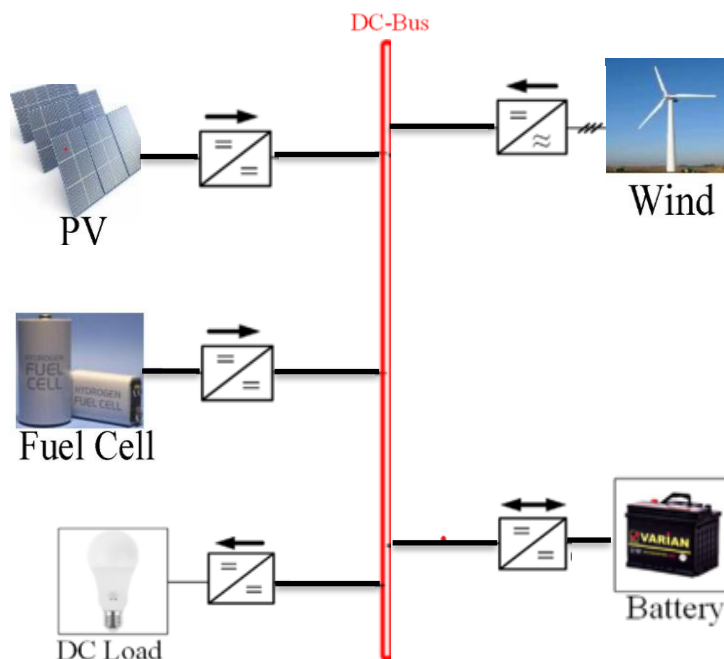 DC-Bus
PV
Wind
HYDROGEN
FUEL
CELL
HYDROGEN
FUEL CELL
Fuel Cell
VARIAN
Battery
DC Load